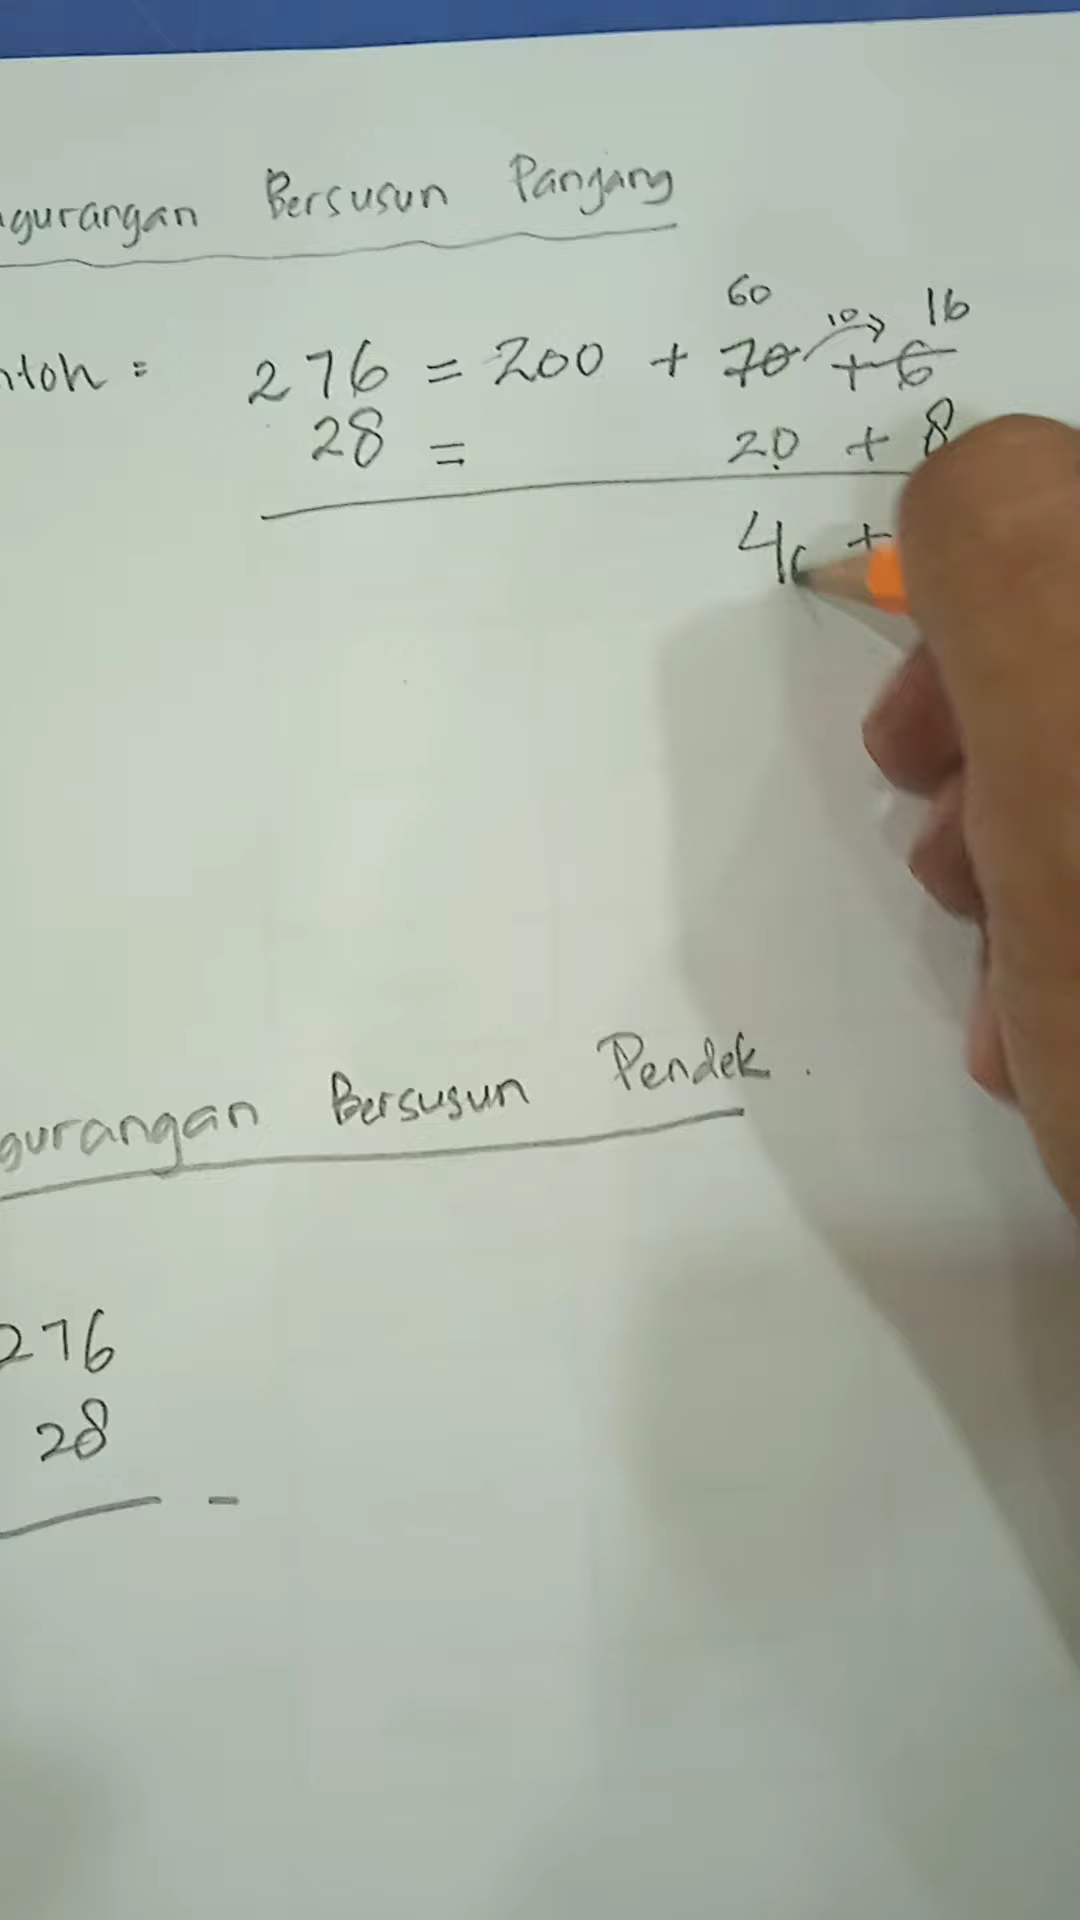 gurangan Bersusun Panjang
60 10 16
ntoh = 276 = 200 + 70 + 6
28 = 20 + 8
40 +
gurangan Bersusun Pendek.
276
28
-